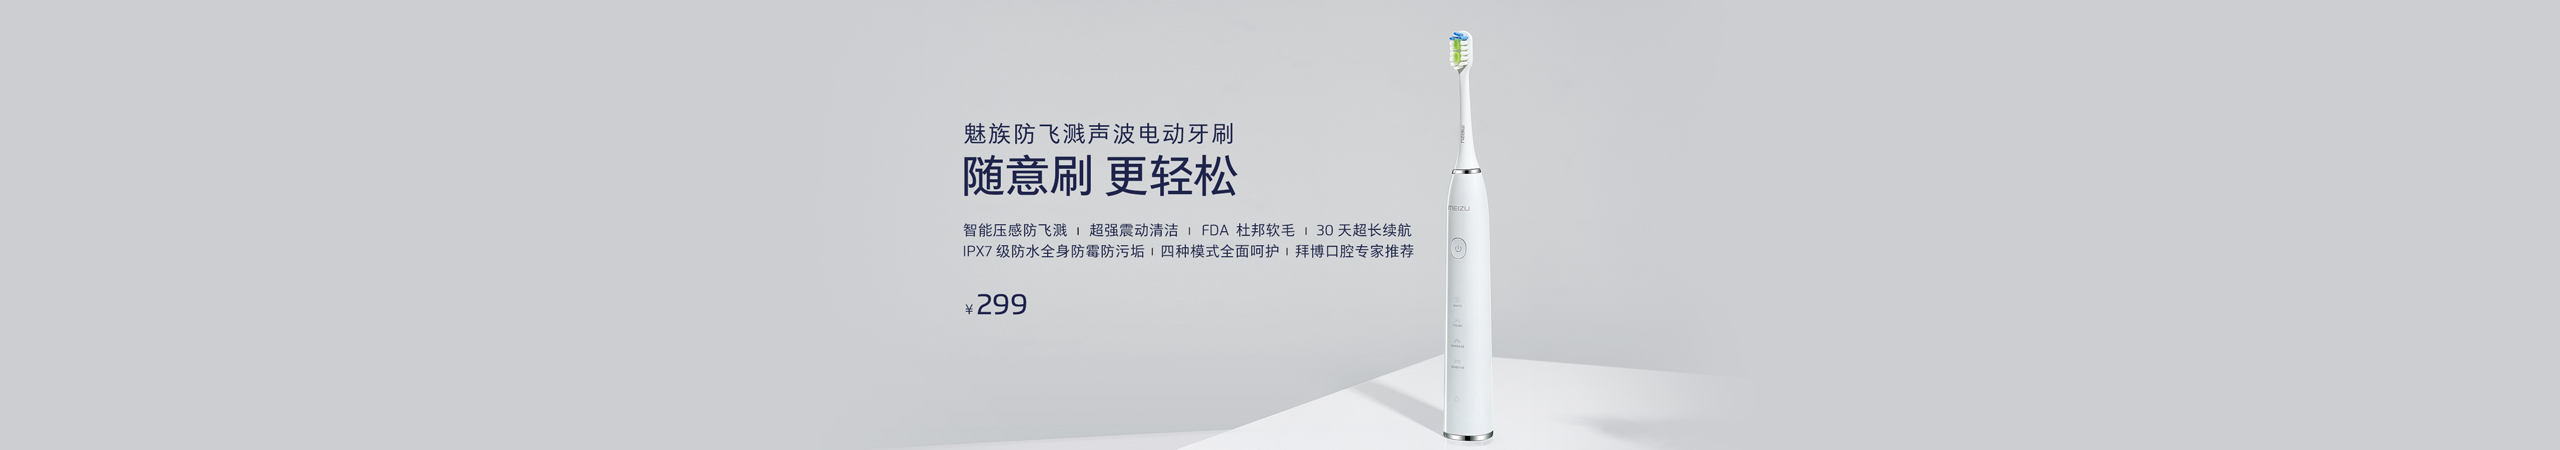 魅族防飞溅声波电动牙刷
随意刷 更轻松
智能压感防飞溅 | 超强震动清洁 | FDA 杜邦软毛 | 30 天超长续航
IPX7 级防水全身防霉防污垢 | 四种模式全面呵护 | 拜博口腔专家推荐
¥ 299
MEIZU
MEIZU